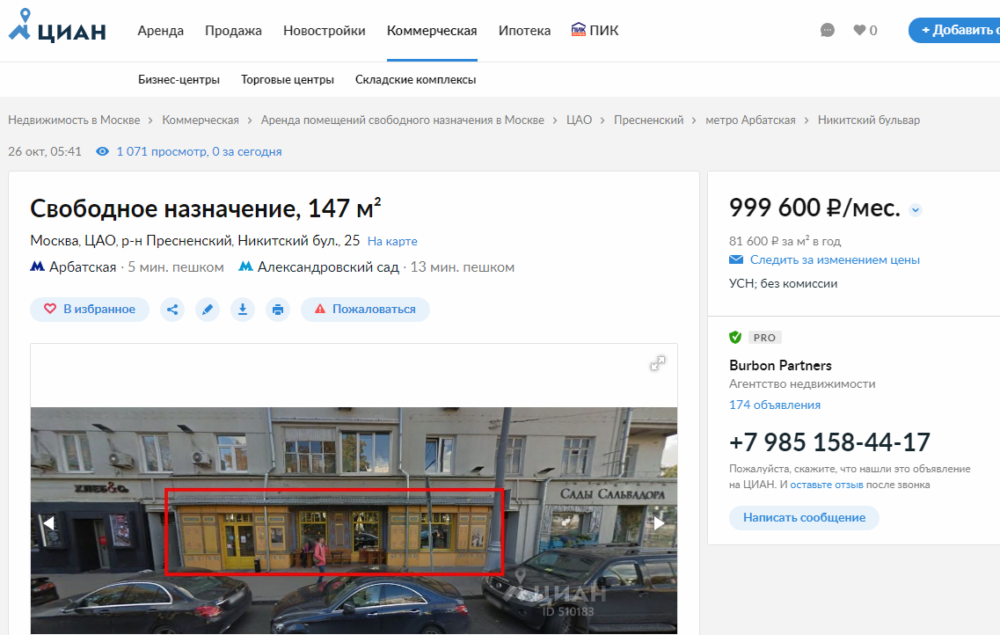 ЦИАН
Аренда Продажа Новостройки Коммерческая Ипотека ПИК ПИК 0 + Добавить о
Бизнес-центры Торговые центры Складские комплексы
Недвижимость в Москве > Коммерческая > Аренда помещений свободного назначения в Москве > ЦАО > Пресненский > метро Арбатская > Никитский бульвар
26 окт, 05:41 1 071 просмотр, 0 за сегодня
Свободное назначение, 147 м²
Москва, ЦАО, р-н Пресненский, Никитский бул., 25 На карте
Арбатская · 5 мин. пешком Александровский сад · 13 мин. пешком
В избранное Пожаловаться
ХЛЕБ&Co.
Сады Сальвадора
ЦИАН
ID 510183
999 600 ₽/мес.
81 600 ₽ за м² в год
Следить за изменением цены
УСН; без комиссии
PRO
Burbon Partners
Агентство недвижимости
174 объявления
+7 985 158-44-17
Пожалуйста, скажите, что нашли это объявление
на ЦИАН. И оставьте отзыв после звонка
Написать сообщение